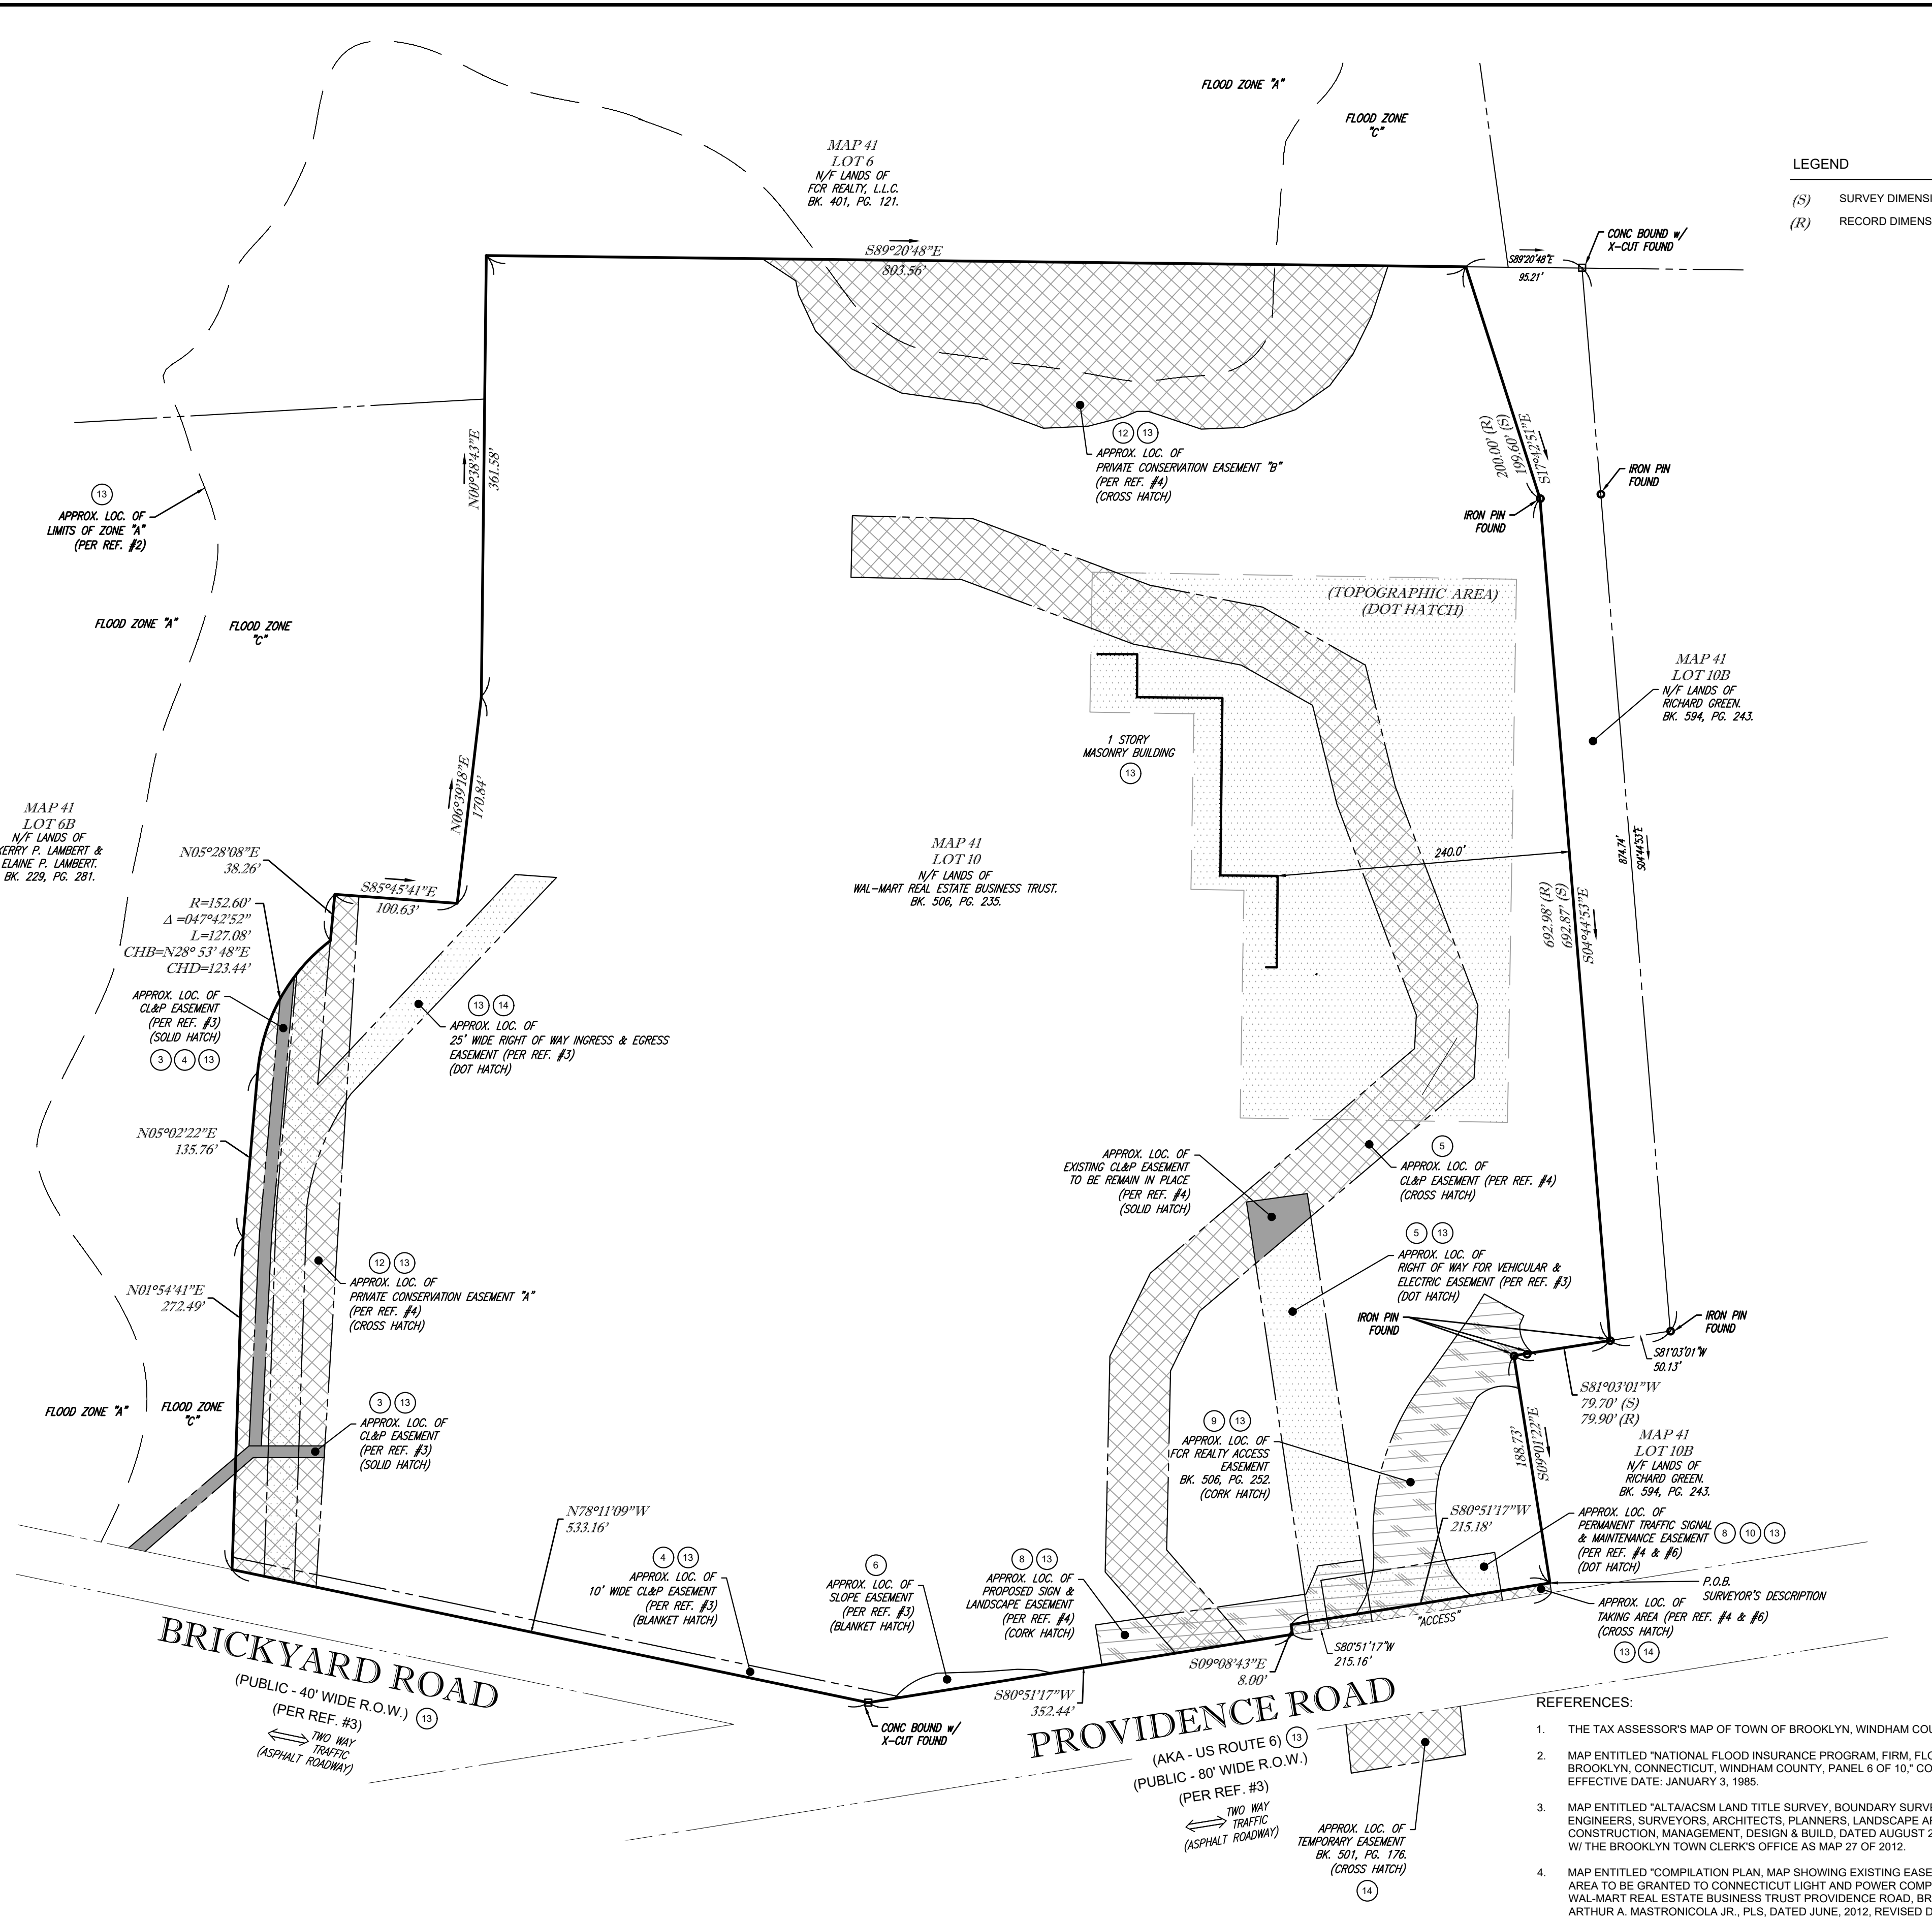 FLOOD ZONE "A"
FLOOD ZONE
"C"
MAP 41
LOT 6
N/F LANDS OF
FCR REALTY, L.L.C.
BK. 401, PG. 121.
LEGEND
(S) SURVEY DIMENSI
(R) RECORD DIMENS
CONC BOUND w/
X-CUT FOUND
S89°20'48"E
803.56'
S89°20'48"E
95.21'
N00°38'43"E
361.58'
12 13
APPROX. LOC. OF
PRIVATE CONSERVATION EASEMENT "B"
(PER REF. #4)
(CROSS HATCH)
200.00' (R)
199.60' (S)
S17°42'51"E
IRON PIN
FOUND
IRON PIN
FOUND
13
APPROX. LOC. OF
LIMITS OF ZONE "A"
(PER REF. #2)
(TOPOGRAPHIC AREA)
(DOT HATCH)
FLOOD ZONE "A"
FLOOD ZONE
"C"
MAP 41
LOT 10B
N/F LANDS OF
RICHARD GREEN.
BK. 594, PG. 243.
1 STORY
MASONRY BUILDING
13
N06°39'18"E
170.84'
MAP 41
LOT 6B
N/F LANDS OF
KERRY P. LAMBERT &
ELAINE P. LAMBERT.
BK. 229, PG. 281.
N05°28'08"E
38.26'
S85°45'41"E
100.63'
MAP 41
LOT 10
N/F LANDS OF
WAL-MART REAL ESTATE BUSINESS TRUST.
BK. 506, PG. 235.
240.0'
874.74'
S04°44'53"E
692.98' (R)
692.87' (S)
S04°44'53"E
R=152.60'
Δ =047°42'52"
L=127.08'
CHB=N28° 53' 48"E
CHD=123.44'
APPROX. LOC. OF
CL&P EASEMENT
(PER REF. #3)
(SOLID HATCH)
3 4 13
13 14
APPROX. LOC. OF
25' WIDE RIGHT OF WAY INGRESS & EGRESS
EASEMENT (PER REF. #3)
(DOT HATCH)
N05°02'22"E
135.76'
APPROX. LOC. OF
EXISTING CL&P EASEMENT
TO BE REMAIN IN PLACE
(PER REF. #4)
(SOLID HATCH)
5
APPROX. LOC. OF
CL&P EASEMENT (PER REF. #4)
(CROSS HATCH)
5 13
APPROX. LOC. OF
RIGHT OF WAY FOR VEHICULAR &
ELECTRIC EASEMENT (PER REF. #3)
(DOT HATCH)
12 13
APPROX. LOC. OF
PRIVATE CONSERVATION EASEMENT "A"
(PER REF. #4)
(CROSS HATCH)
N01°54'41"E
272.49'
IRON PIN
FOUND
IRON PIN
FOUND
S81°03'01"W
50.13'
S81°03'01"W
79.70' (S)
79.90' (R)
FLOOD ZONE "A"
FLOOD ZONE
"C"
3 13
APPROX. LOC. OF
CL&P EASEMENT
(PER REF. #3)
(SOLID HATCH)
9 13
APPROX. LOC. OF
FCR REALTY ACCESS
EASEMENT
BK. 506, PG. 252.
(CORK HATCH)
188.73'
S09°01'22"E
MAP 41
LOT 10B
N/F LANDS OF
RICHARD GREEN.
BK. 594, PG. 243.
N78°11'09"W
533.16'
S80°51'17"W
215.18'
APPROX. LOC. OF
PERMANENT TRAFFIC SIGNAL
& MAINTENANCE EASEMENT
(PER REF. #4 & #6)
(DOT HATCH)
8 10 13
4 13
APPROX. LOC. OF
10' WIDE CL&P EASEMENT
(PER REF. #3)
(BLANKET HATCH)
6
APPROX. LOC. OF
SLOPE EASEMENT
(PER REF. #3)
(BLANKET HATCH)
8 13
APPROX. LOC. OF
PROPOSED SIGN &
LANDSCAPE EASEMENT
(PER REF. #4)
(CORK HATCH)
P.O.B.
SURVEYOR'S DESCRIPTION
APPROX. LOC. OF
TAKING AREA (PER REF. #4 & #6)
(CROSS HATCH)
13 14
"ACCESS"
S80°51'17"W
215.16'
S09°08'43"E
8.00'
S80°51'17"W
352.44'
CONC BOUND w/
X-CUT FOUND
BRICKYARD ROAD
(PUBLIC - 40' WIDE R.O.W.) 13
(PER REF. #3)
TWO WAY
TRAFFIC
(ASPHALT ROADWAY)
PROVIDENCE ROAD
(AKA - US ROUTE 6) 13
(PUBLIC - 80' WIDE R.O.W.)
(PER REF. #3)
TWO WAY
TRAFFIC
(ASPHALT ROADWAY)
APPROX. LOC. OF
TEMPORARY EASEMENT
BK. 501, PG. 176.
(CROSS HATCH)
14
REFERENCES:
1. THE TAX ASSESSOR'S MAP OF TOWN OF BROOKLYN, WINDHAM COU
2. MAP ENTITLED "NATIONAL FLOOD INSURANCE PROGRAM, FIRM, FLO
BROOKLYN, CONNECTICUT, WINDHAM COUNTY, PANEL 6 OF 10," CO
EFFECTIVE DATE: JANUARY 3, 1985.
3. MAP ENTITLED "ALTA/ACSM LAND TITLE SURVEY, BOUNDARY SURVE
ENGINEERS, SURVEYORS, ARCHITECTS, PLANNERS, LANDSCAPE AR
CONSTRUCTION, MANAGEMENT, DESIGN & BUILD, DATED AUGUST 2
W/ THE BROOKLYN TOWN CLERK'S OFFICE AS MAP 27 OF 2012.
4. MAP ENTITLED "COMPILATION PLAN, MAP SHOWING EXISTING EASE
AREA TO BE GRANTED TO CONNECTICUT LIGHT AND POWER COMP
WAL-MART REAL ESTATE BUSINESS TRUST PROVIDENCE ROAD, BR
ARTHUR A. MASTRONICOLA JR., PLS, DATED JUNE, 2012, REVISED D